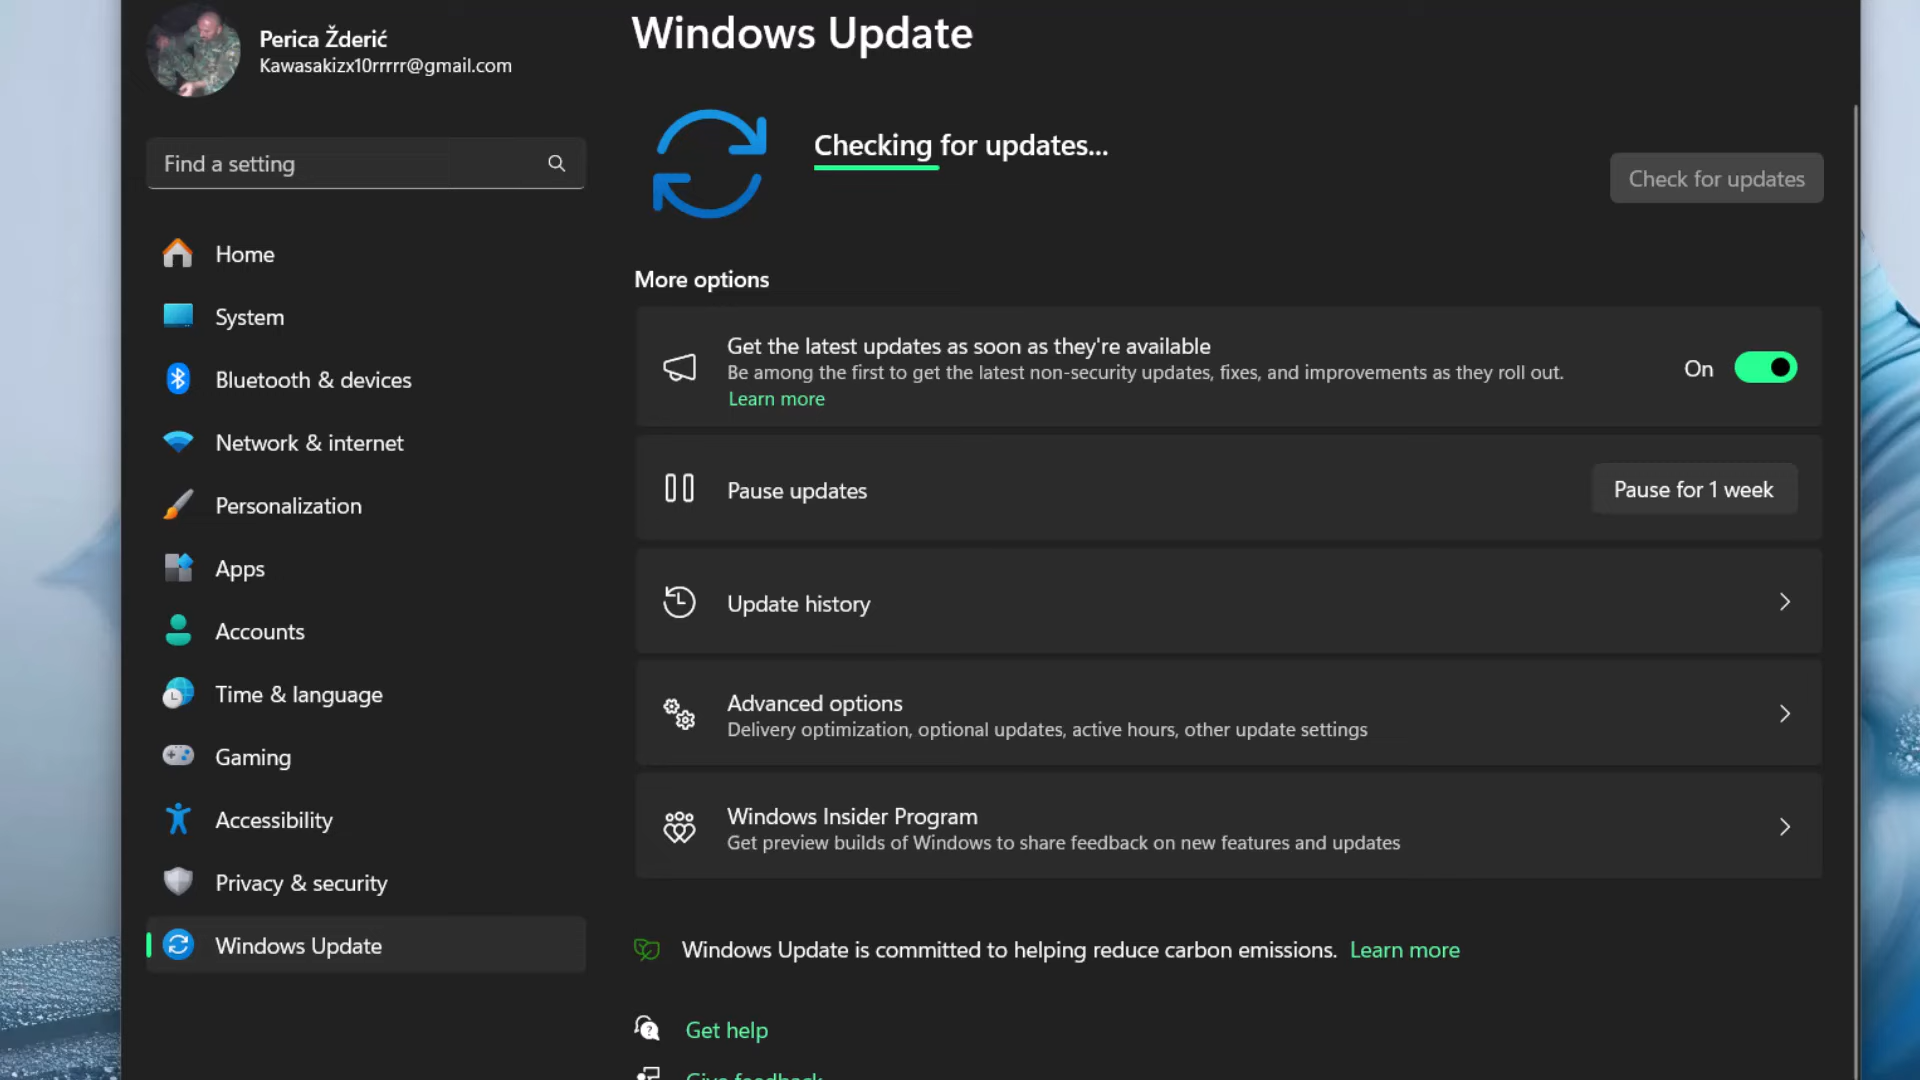 Perica Žderić
Kawasakizx10rrrrr@gmail.com
Find a setting
Home
System
Bluetooth & devices
Network & internet
Personalization
Apps
Accounts
Time & language
Gaming
Accessibility
Privacy & security
Windows Update
Windows Update
Checking for updates...
Check for updates
More options
Get the latest updates as soon as they're available
Be among the first to get the latest non-security updates, fixes, and improvements as they roll out.
Learn more
On
Pause updates
Pause for 1 week
Update history
Advanced options
Delivery optimization, optional updates, active hours, other update settings
Windows Insider Program
Get preview builds of Windows to share feedback on new features and updates
Windows Update is committed to helping reduce carbon emissions. Learn more
Get help
Give feedback